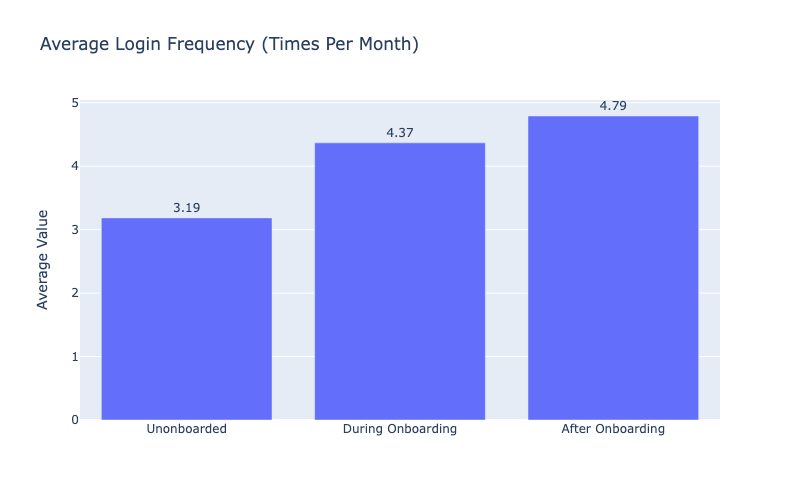 Average Login Frequency (Times Per Month)
5
4
3
2
1
0
Average Value
3.19
4.37
4.79
Unonboarded
During Onboarding
After Onboarding